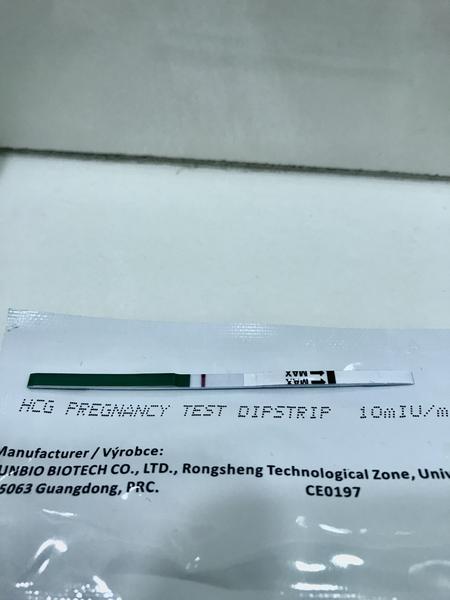 MAX
MAX
HCG PREGNANCY TEST DIPSTRIP 10mIU/m
Manufacturer / Výrobce:
UNBIO BIOTECH CO., LTD., Rongsheng Technological Zone, Univ
5063 Guangdong, PRC.
CE0197